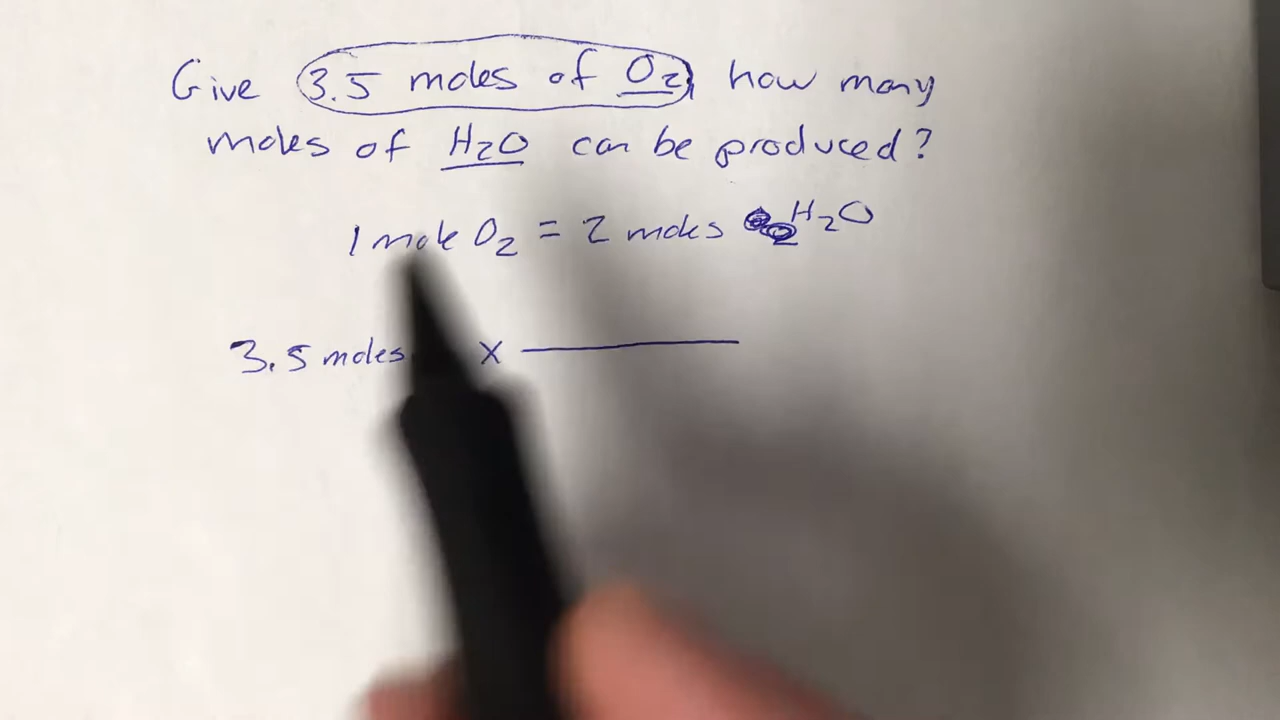 Give 3.5 moles of O2, how many
moles of H2O can be produced?
1 mole O2 = 2 moles H2O
3.5 moles x